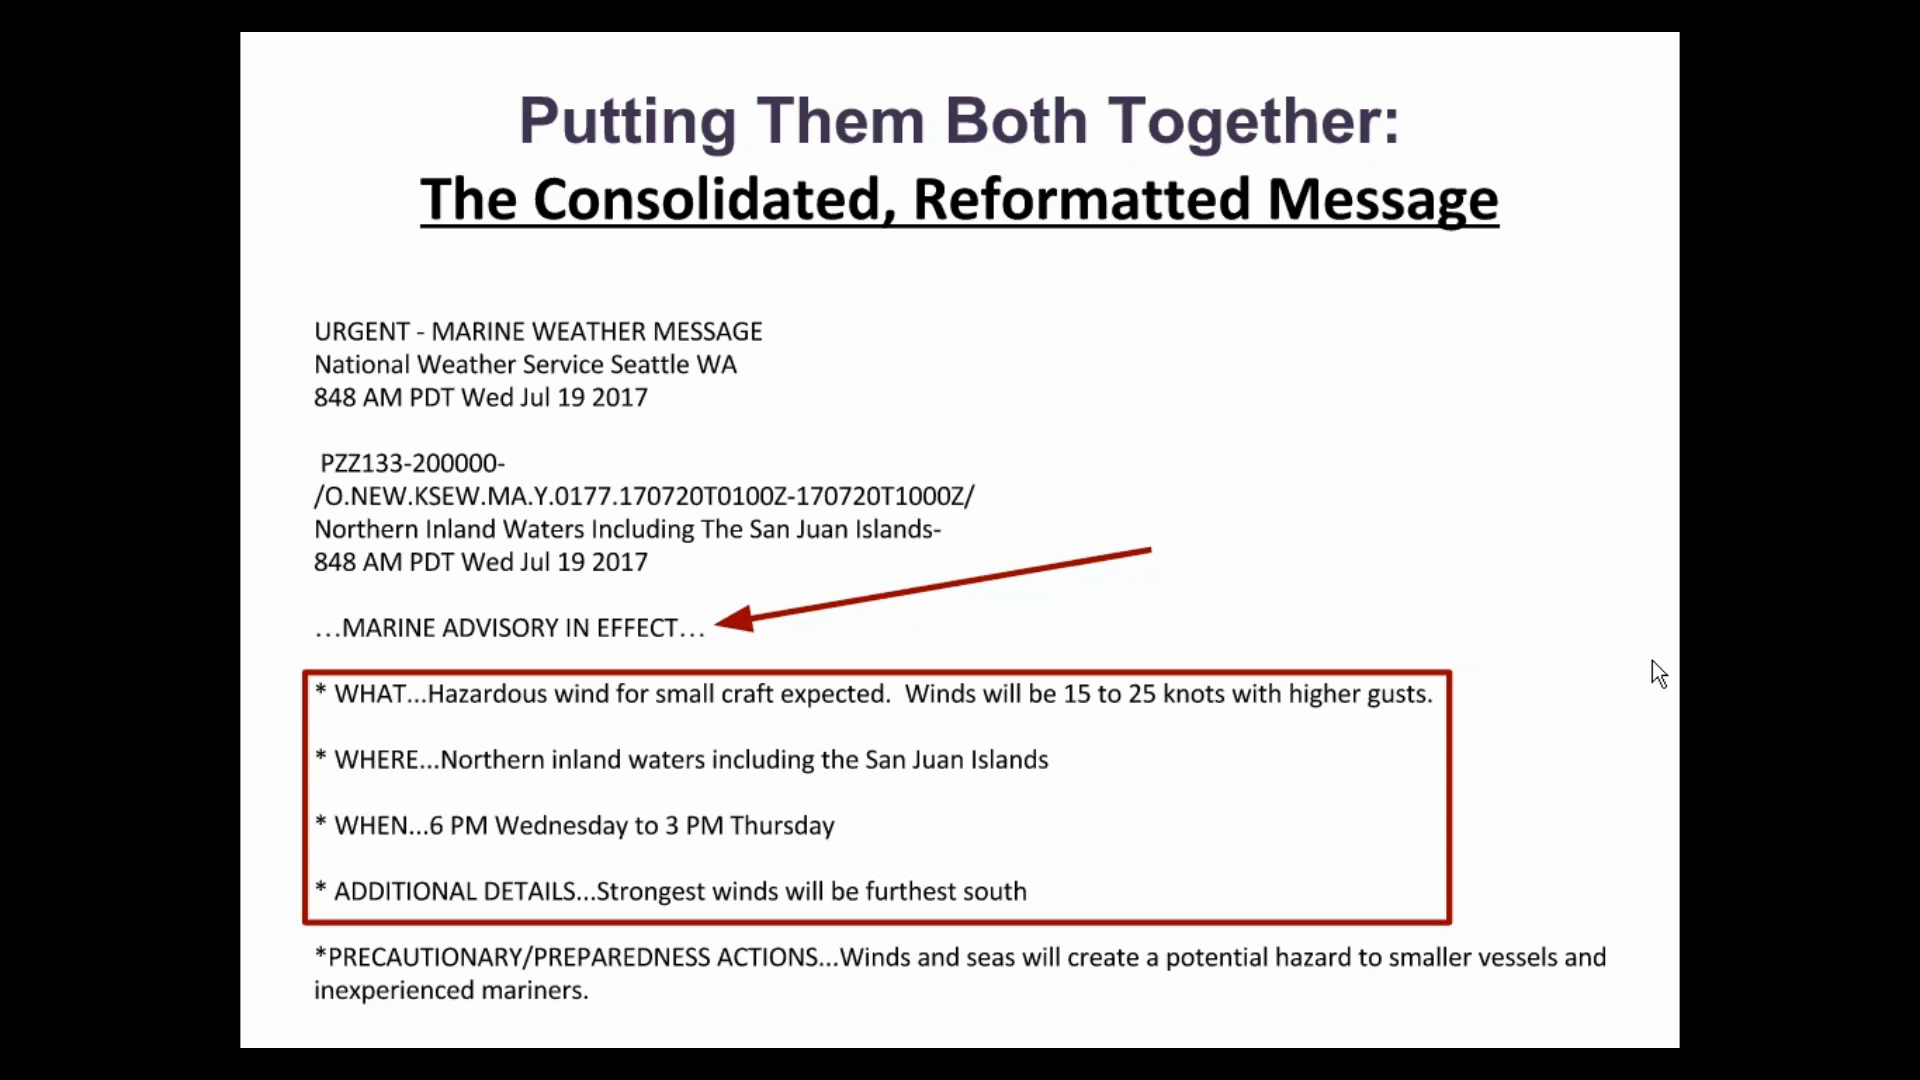 Putting Them Both Together:
The Consolidated, Reformatted Message
URGENT - MARINE WEATHER MESSAGE
National Weather Service Seattle WA
848 AM PDT Wed Jul 19 2017
PZZ133-200000-
/O.NEW.KSEW.MA.Y.0177.170720T0100Z-170720T1000Z/
Northern Inland Waters Including The San Juan Islands-
848 AM PDT Wed Jul 19 2017
…MARINE ADVISORY IN EFFECT…
* WHAT...Hazardous wind for small craft expected.  Winds will be 15 to 25 knots with higher gusts.
* WHERE...Northern inland waters including the San Juan Islands
* WHEN...6 PM Wednesday to 3 PM Thursday
* ADDITIONAL DETAILS...Strongest winds will be furthest south
*PRECAUTIONARY/PREPAREDNESS ACTIONS...Winds and seas will create a potential hazard to smaller vessels and
inexperienced mariners.